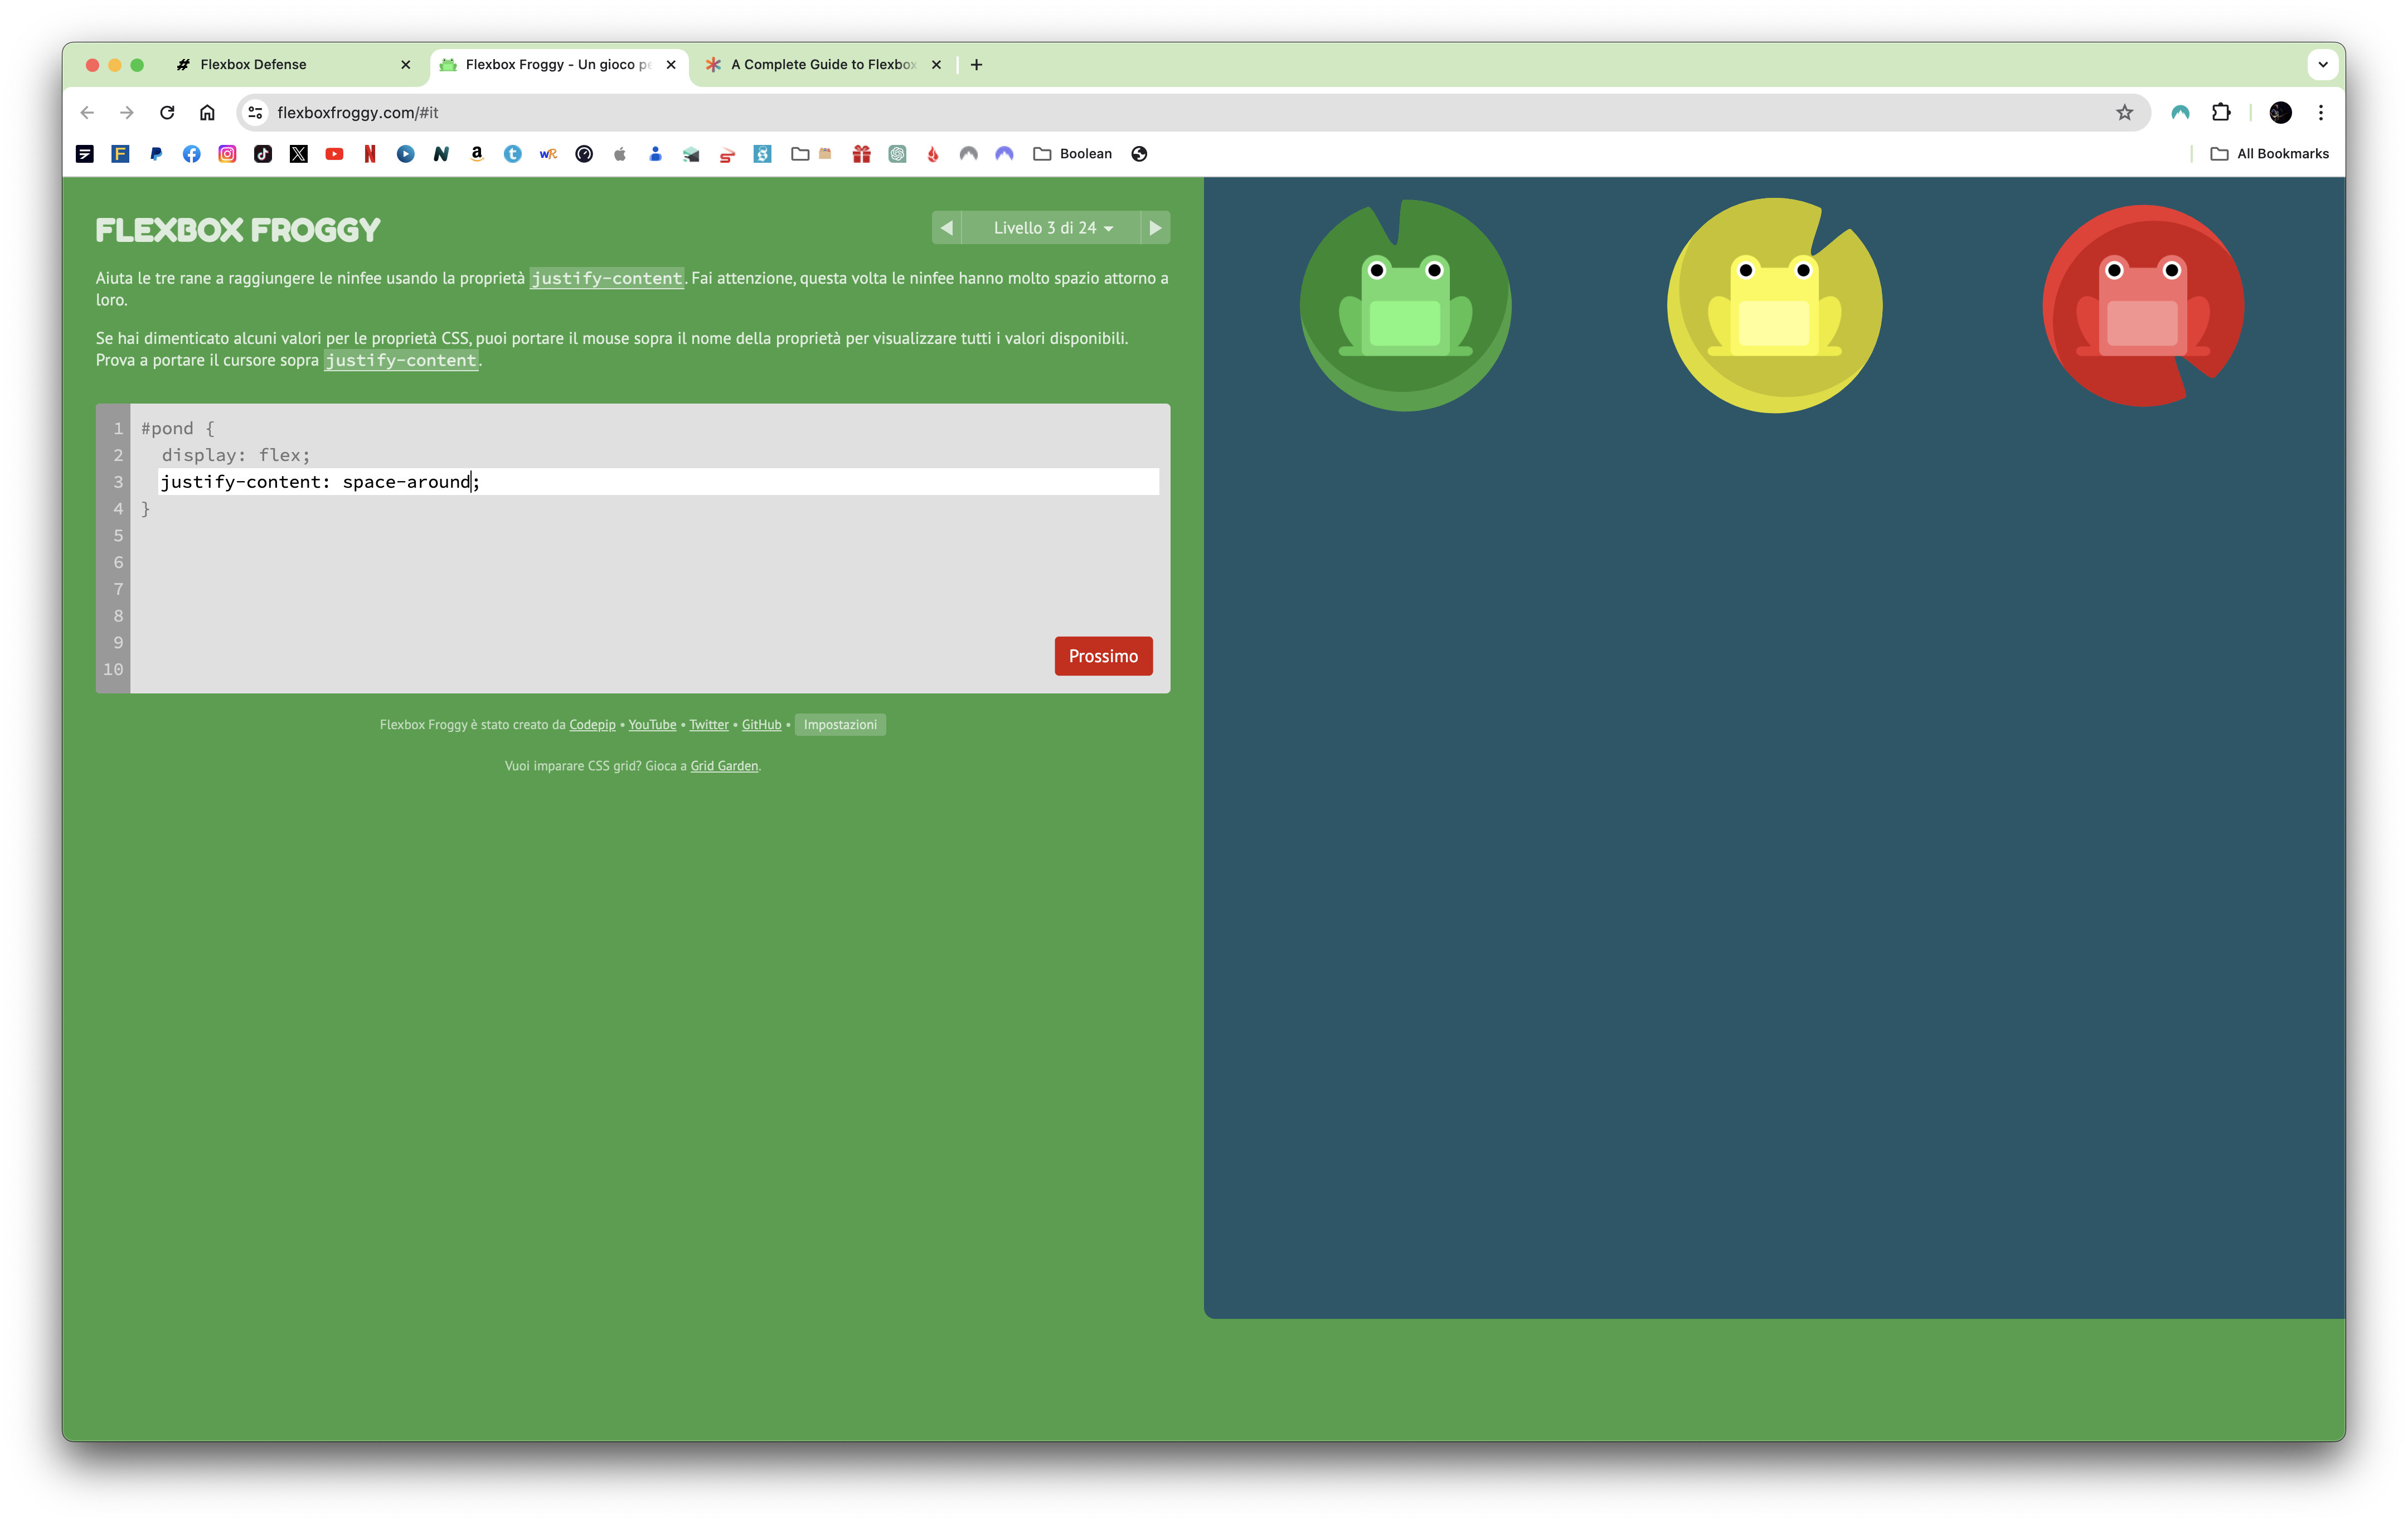 Flexbox Defense
Flexbox Froggy - Un gioco pe
A Complete Guide to Flexbox
flexboxfroggy.com/#it
Boolean
All Bookmarks
FLEXBOX FROGGY
Livello 3 di 24
Aiuta le tre rane a raggiungere le ninfee usando la proprietà justify-content. Fai attenzione, questa volta le ninfee hanno molto spazio attorno a
loro.
Se hai dimenticato alcuni valori per le proprietà CSS, puoi portare il mouse sopra il nome della proprietà per visualizzare tutti i valori disponibili.
Prova a portare il cursore sopra justify-content.
1 #pond {
2 display: flex;
3 justify-content: space-around;
4 }
5
6
7
8
9
10
Prossimo
Flexbox Froggy è stato creato da Codepip • YouTube • Twitter • GitHub • Impostazioni
Vuoi imparare CSS grid? Gioca a Grid Garden.